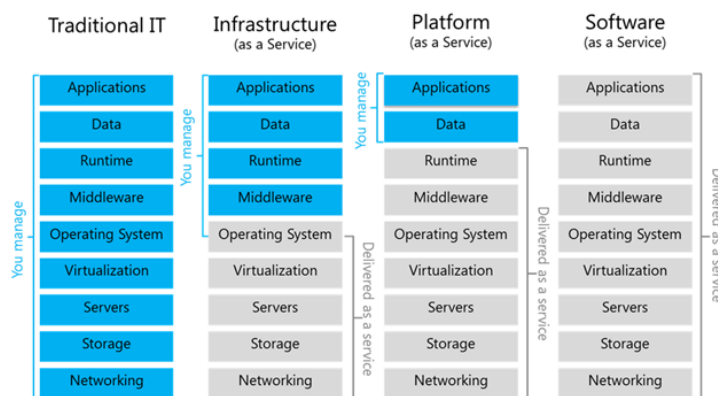 Traditional IT
Infrastructure
(as a Service)
Platform
(as a Service)
Software
(as a Service)
You manage
Applications
Data
Runtime
Middleware
Operating System
Virtualization
Servers
Storage
Networking
You manage
Applications
Data
Runtime
Middleware
Operating System
Virtualization
Servers
Storage
Networking
Delivered as a service
You manage
Applications
Data
Runtime
Middleware
Operating System
Virtualization
Servers
Storage
Networking
Delivered as a service
Applications
Data
Runtime
Middleware
Operating System
Virtualization
Servers
Storage
Networking
Delivered as a service